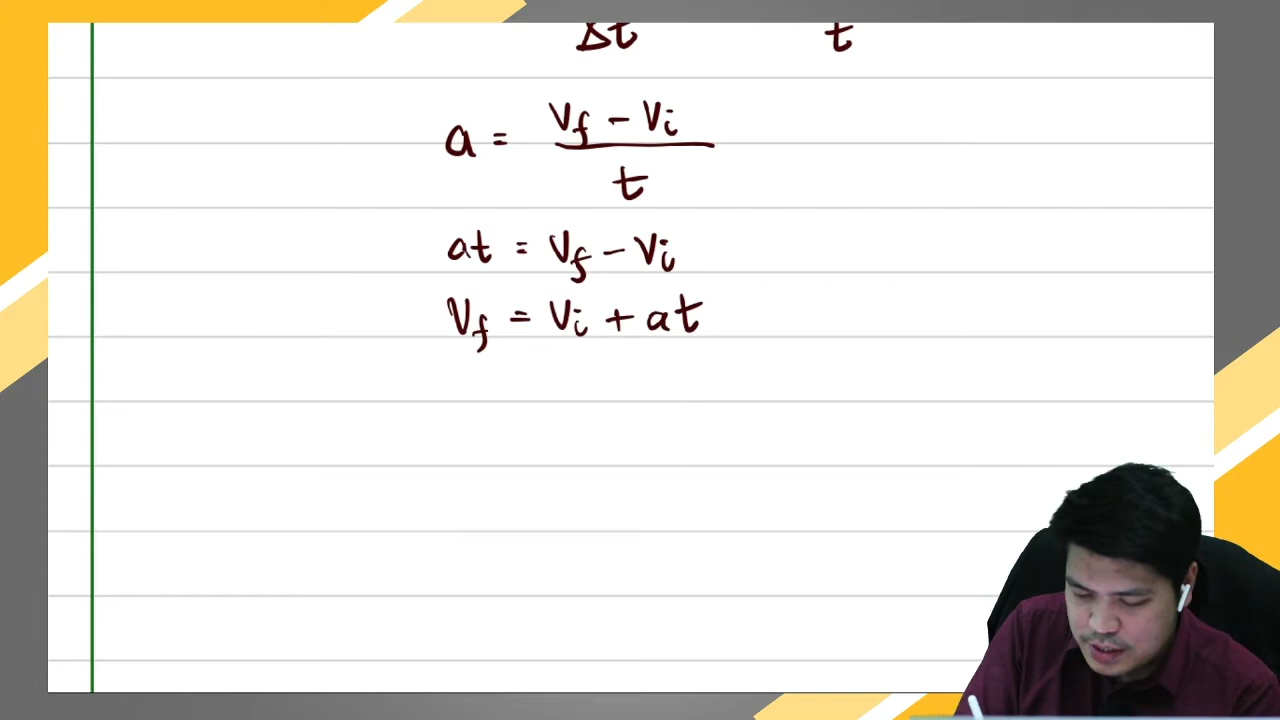 Δt t
a = vf - vi
t
at = vf - vi
vf = vi + at